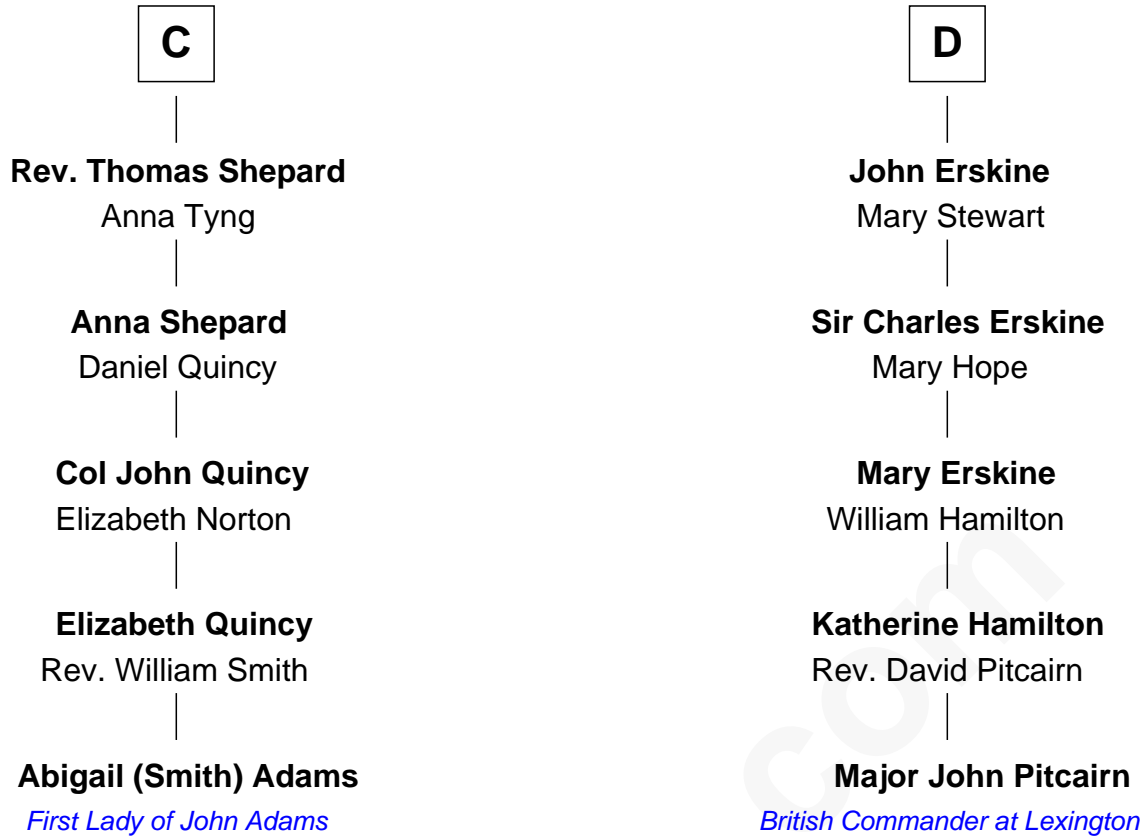 C
Rev. Thomas Shepard
Anna Tyng
Anna Shepard
Daniel Quincy
Col John Quincy
Elizabeth Norton
Elizabeth Quincy
Rev. William Smith
Abigail (Smith) Adams
First Lady of John Adams
D
John Erskine
Mary Stewart
Sir Charles Erskine
Mary Hope
Mary Erskine
William Hamilton
Katherine Hamilton
Rev. David Pitcairn
Major John Pitcairn
British Commander at Lexington
com